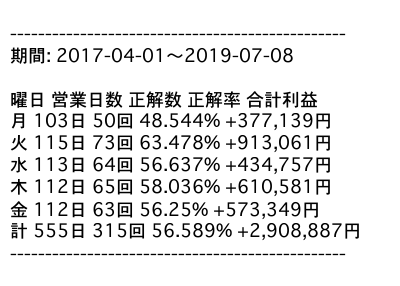 ------------------------------------------------
期間: 2017-04-01～2019-07-08
曜日 営業日数 正解数 正解率 合計利益
月 103日 50回 48.544% +377,139円
火 115日 73回 63.478% +913,061円
水 113日 64回 56.637% +434,757円
木 112日 65回 58.036% +610,581円
金 112日 63回 56.25% +573,349円
計 555日 315回 56.589% +2,908,887円
------------------------------------------------